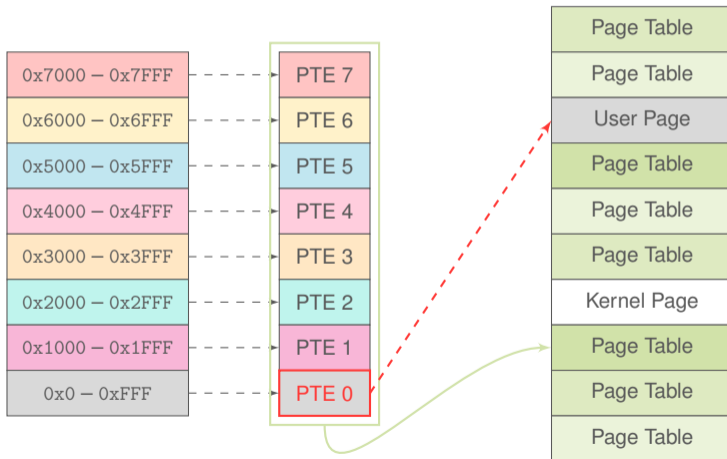 0x7000 – 0x7FFF
0x6000 – 0x6FFF
0x5000 – 0x5FFF
0x4000 – 0x4FFF
0x3000 – 0x3FFF
0x2000 – 0x2FFF
0x1000 – 0x1FFF
0x0 – 0xFFF
PTE 7
PTE 6
PTE 5
PTE 4
PTE 3
PTE 2
PTE 1
PTE 0
Page Table
Page Table
User Page
Page Table
Page Table
Page Table
Kernel Page
Page Table
Page Table
Page Table